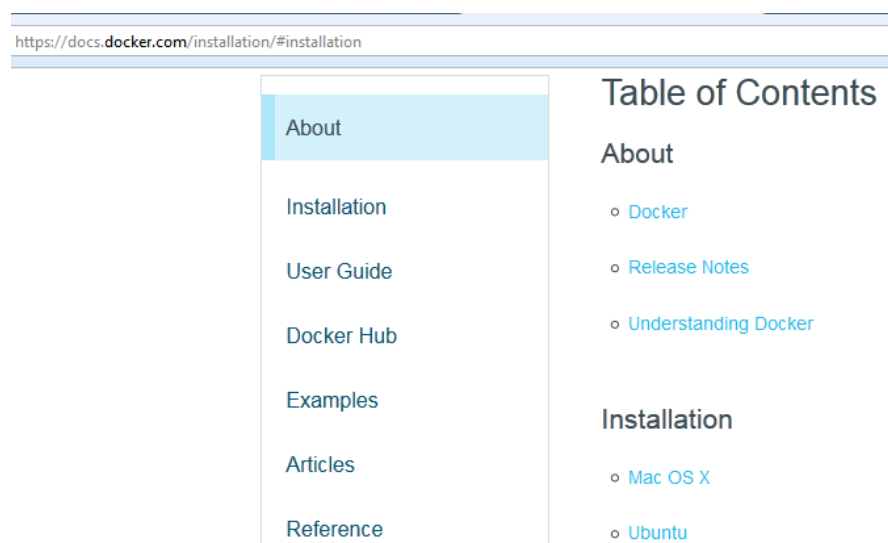 https://docs.docker.com/installation/#installation
About
Installation
User Guide
Docker Hub
Examples
Articles
Reference
Table of Contents
About
Docker
Release Notes
Understanding Docker
Installation
Mac OS X
Ubuntu